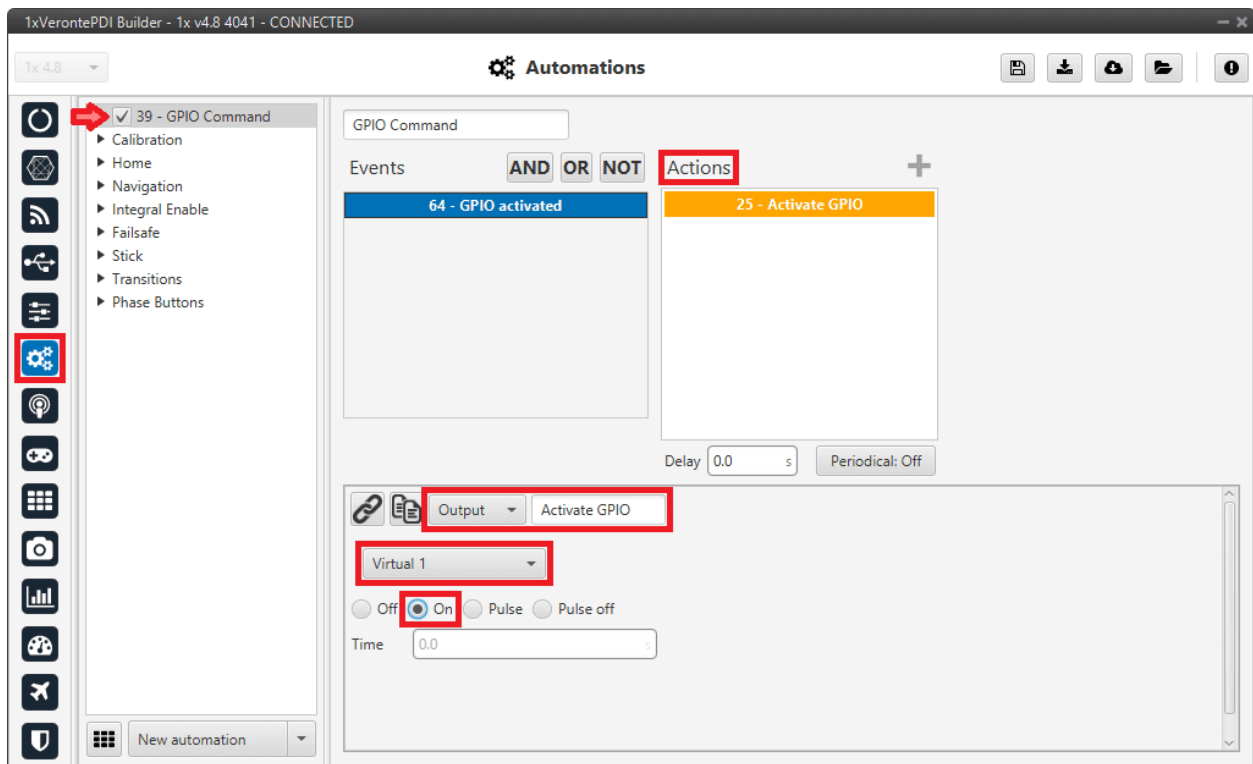 1xVerontePDI Builder - 1x v4.8 4041 - CONNECTED
1x 4.8
Automations
39 - GPIO Command
Calibration
Home
Navigation
Integral Enable
Failsafe
Stick
Transitions
Phase Buttons
New automation
GPIO Command
Events AND OR NOT
64 - GPIO activated
Actions
25 - Activate GPIO
Delay 0.0 s Periodical: Off
Output Activate GPIO
Virtual 1
Off On Pulse Pulse off
Time 0.0 s